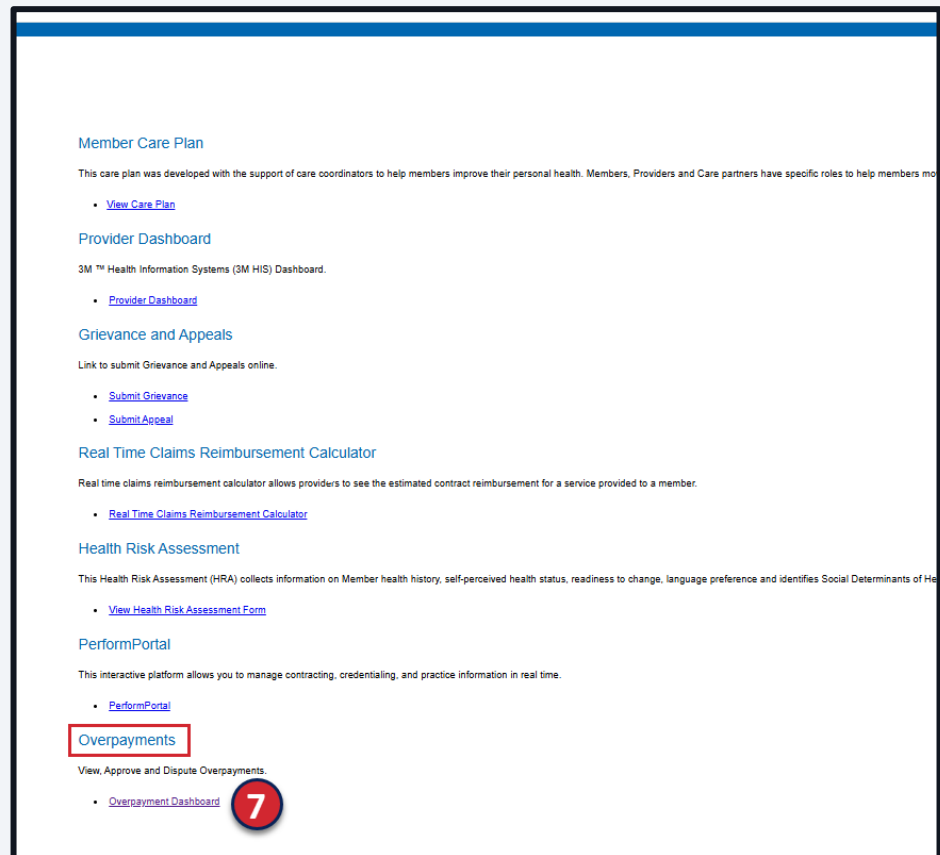 Member Care Plan
This care plan was developed with the support of care coordinators to help members improve their personal health. Members, Providers and Care partners have specific roles to help members
• View Care Plan
Provider Dashboard
3M ™ Health Information Systems (3M HIS) Dashboard.
• Provider Dashboard
Grievance and Appeals
Link to submit Grievance and Appeals online.
• Submit Grievance
• Submit Appeal
Real Time Claims Reimbursement Calculator
Real time claims reimbursement calculator allows providers to see the estimated contract reimbursement for a service provided to a member.
• Real Time Claims Reimbursement Calculator
Health Risk Assessment
This Health Risk Assessment (HRA) collects information on Member health history, self-perceived health status, readiness to change, language preference and identifies Social Determinants of
• View Health Risk Assessment Form
PerformPortal
This interactive platform allows you to manage contracting, credentialing, and practice information in real time.
• PerformPortal
Overpayments
View, Approve and Dispute Overpayments.
• Overpayment Dashboard 7